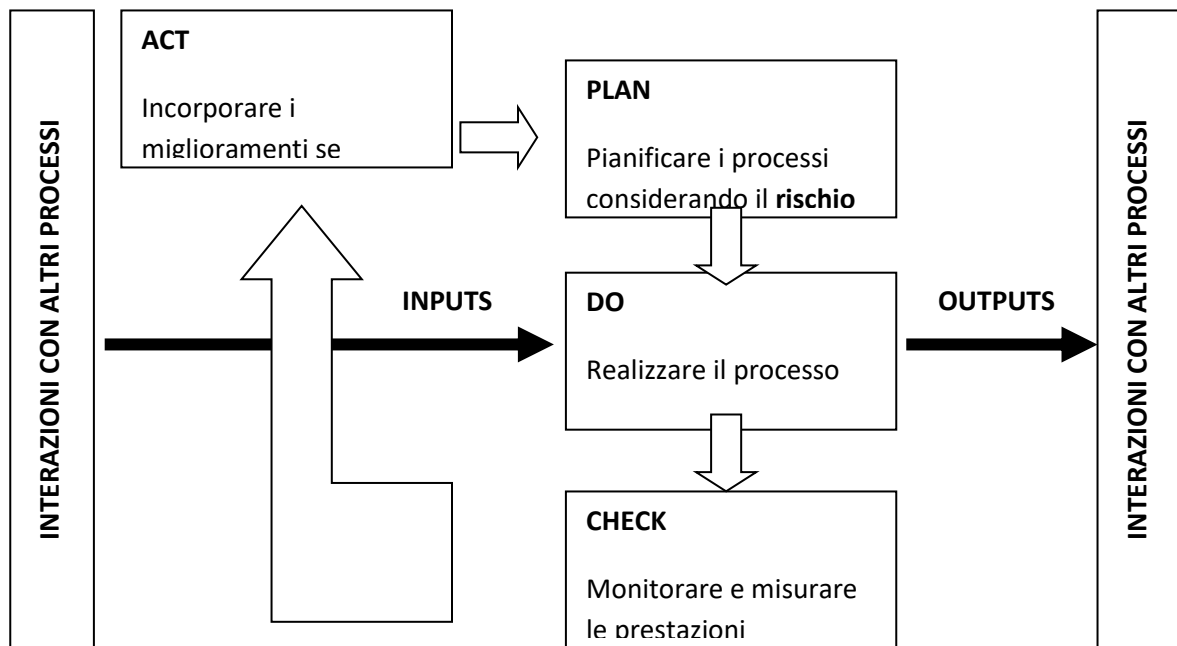 INTERAZIONI CON ALTRI PROCESSI
ACT
Incorporare i
miglioramenti se
PLAN
Pianificare i processi
considerando il rischio
INPUTS
DO
Realizzare il processo
OUTPUTS
CHECK
Monitorare e misurare
le prestazioni
INTERAZIONI CON ALTRI PROCESSI